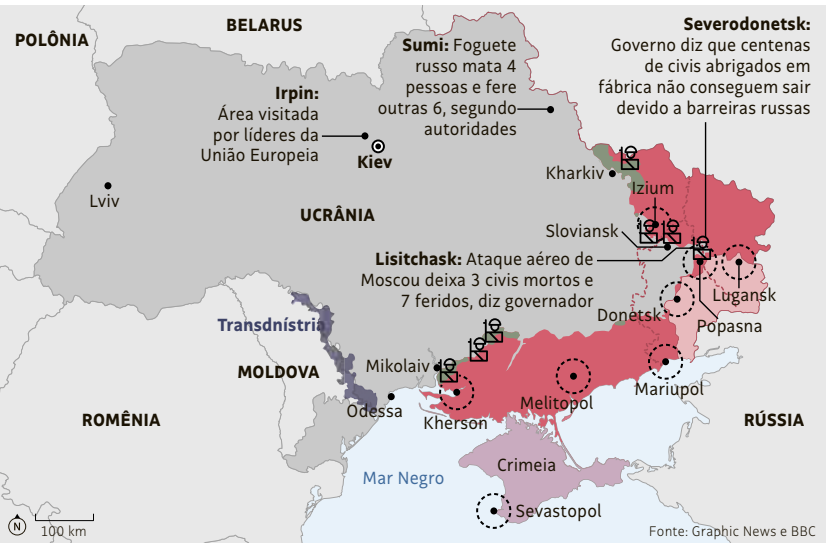 BELARUS
POLÔNIA
Severodonetsk:
Governo diz que centenas
de civis abrigados em
fábrica não conseguem sair
devido a barreiras russas
Sumi: Foguete
russo mata 4
pessoas e fere
outras 6, segundo
autoridades
Irpin:
Área visitada
por líderes da
União Europeia
Kiev
Lviv
Kharkiv
Izium
UCRÂNIA
Sloviansk
Lisitchask: Ataque aéreo de
Moscou deixa 3 civis mortos e
7 feridos, diz governador
Lugansk
Donetsk
Popasna
Transdnístria
Mikolaiv
MOLDOVA
Mariupol
Odessa
Melitopol
Kherson
ROMÊNIA
RÚSSIA
Crimeia
Mar Negro
Sevastopol
N
100 km
Fonte: Graphic News e BBC